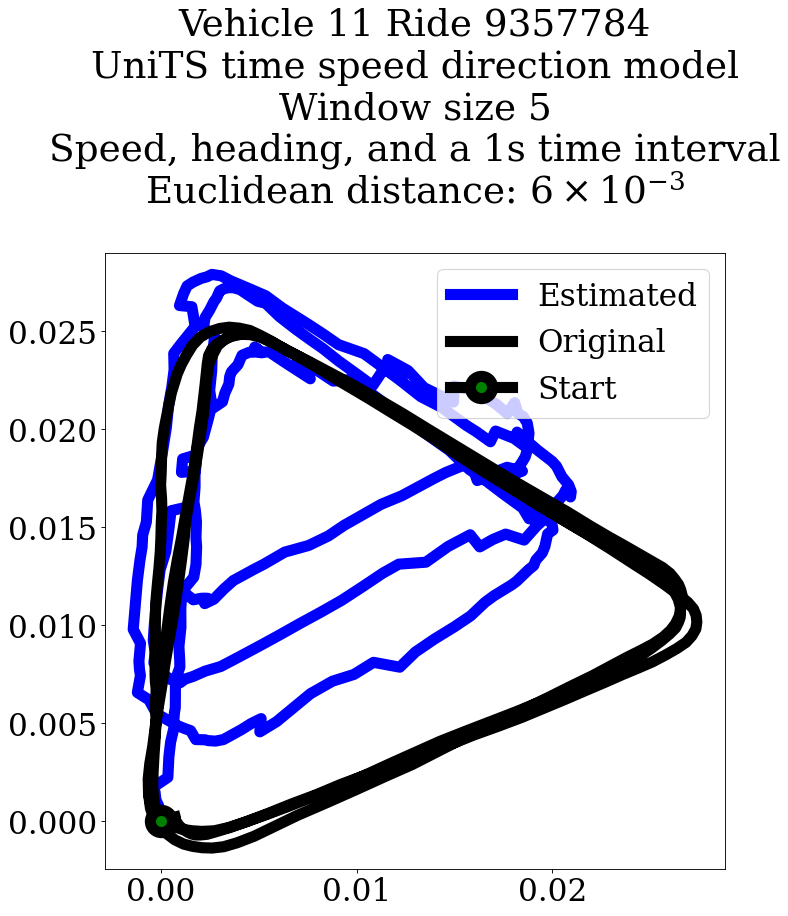 Vehicle 11 Ride 9357784
UniTS time speed direction model
Window size 5
Speed, heading, and a 1s time interval
Euclidean distance: 6 × 10⁻³
Estimated
Original
Start
0.025
0.020
0.015
0.010
0.005
0.000
0.00 0.01 0.02